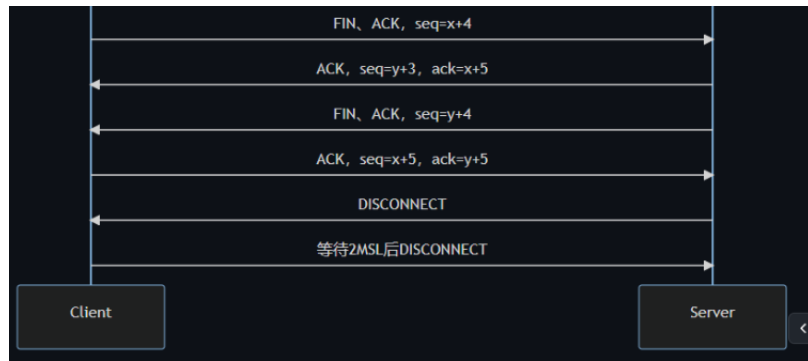 FIN、ACK, seq=x+4
ACK, seq=y+3, ack=x+5
FIN、ACK, seq=y+4
ACK, seq=x+5, ack=y+5
DISCONNECT
等待2MSL后DISCONNECT
Client
Server